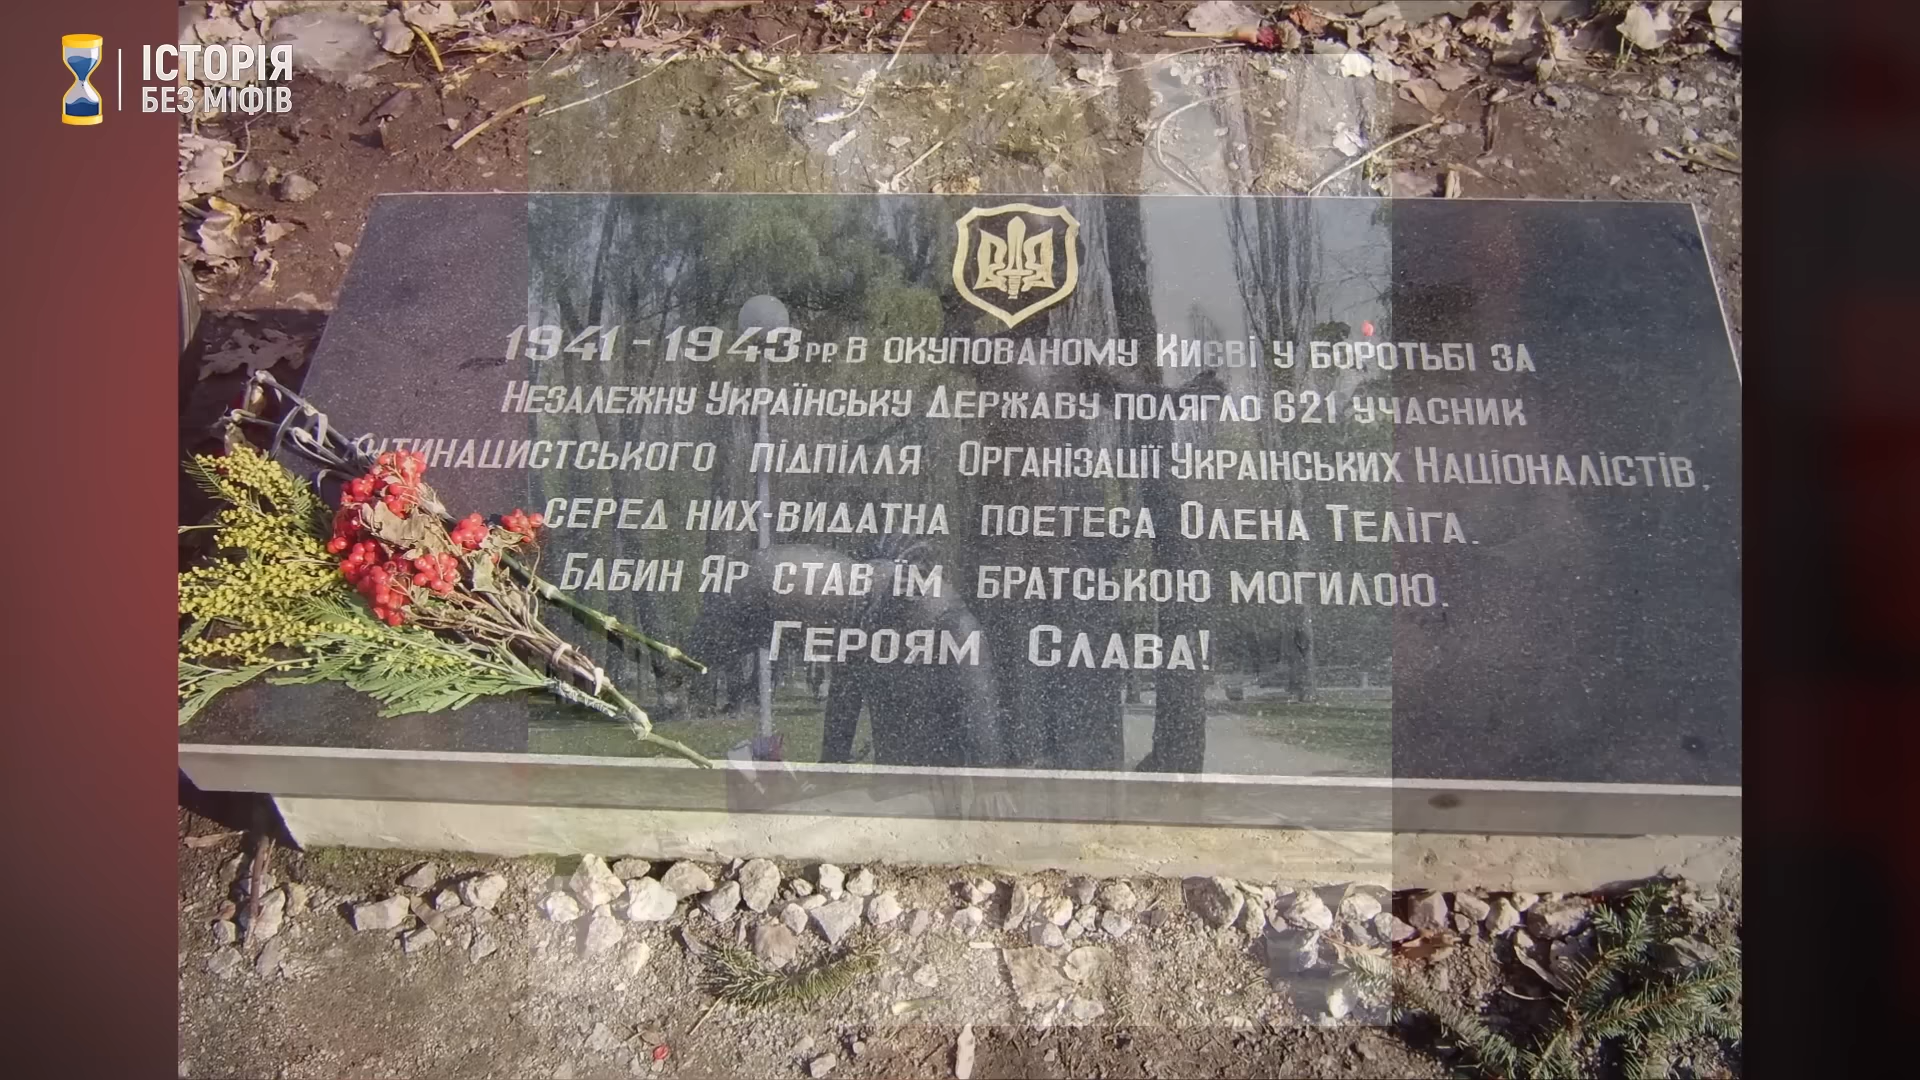 ІСТОРІЯ
БЕЗ МІФІВ
1941 - 1943 рр. в окупованому Києві у боротьбі за
Незалежну Українську Державу полягло 621 учасник
антинацистського підпілля Організації Українських Націоналістів,
серед них-видатна поетеса Олена Теліга.
Бабин Яр став їм братською могилою.
Героям Слава!